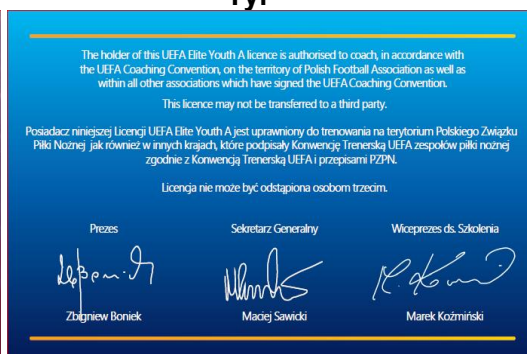 The holder of this UEFA Elite Youth A licence is authorised to coach, in accordance with
the UEFA Coaching Convention, on the territory of Polish Football Association as well as
within all other associations which have signed the UEFA Coaching Convention.
This licence may not be transferred to a third party.
Posiadacz niniejszej Licencji UEFA Elite Youth A jest uprawniony do trenowania na terytorium Polskiego Związku
Piłki Nożnej jak również w innych krajach, które podpisały Konwencję Trenerską UEFA zespołów piłki nożnej
zgodnie z Konwencją Trenerską UEFA i przepisami PZPN.
Licencja nie może być odstąpiona osobom trzecim.
Prezes Sekretarz Generalny Wiceprezes ds. Szkolenia
Zbigniew Boniek Maciej Sawicki Marek Koźmiński